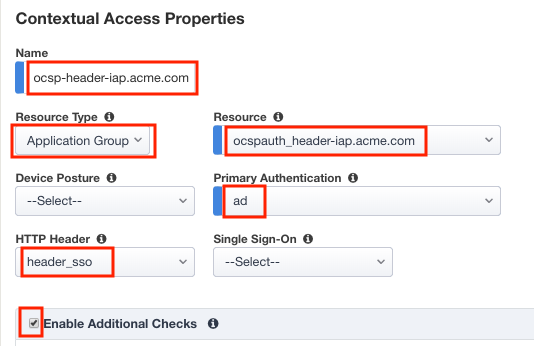 Contextual Access Properties
Name
ocsp-header-iap.acme.com
Resource Type Resource
Application Group ocspauth_header-iap.acme.com
Device Posture Primary Authentication
--Select-- ad
HTTP Header Single Sign-On
header_sso --Select--
Enable Additional Checks